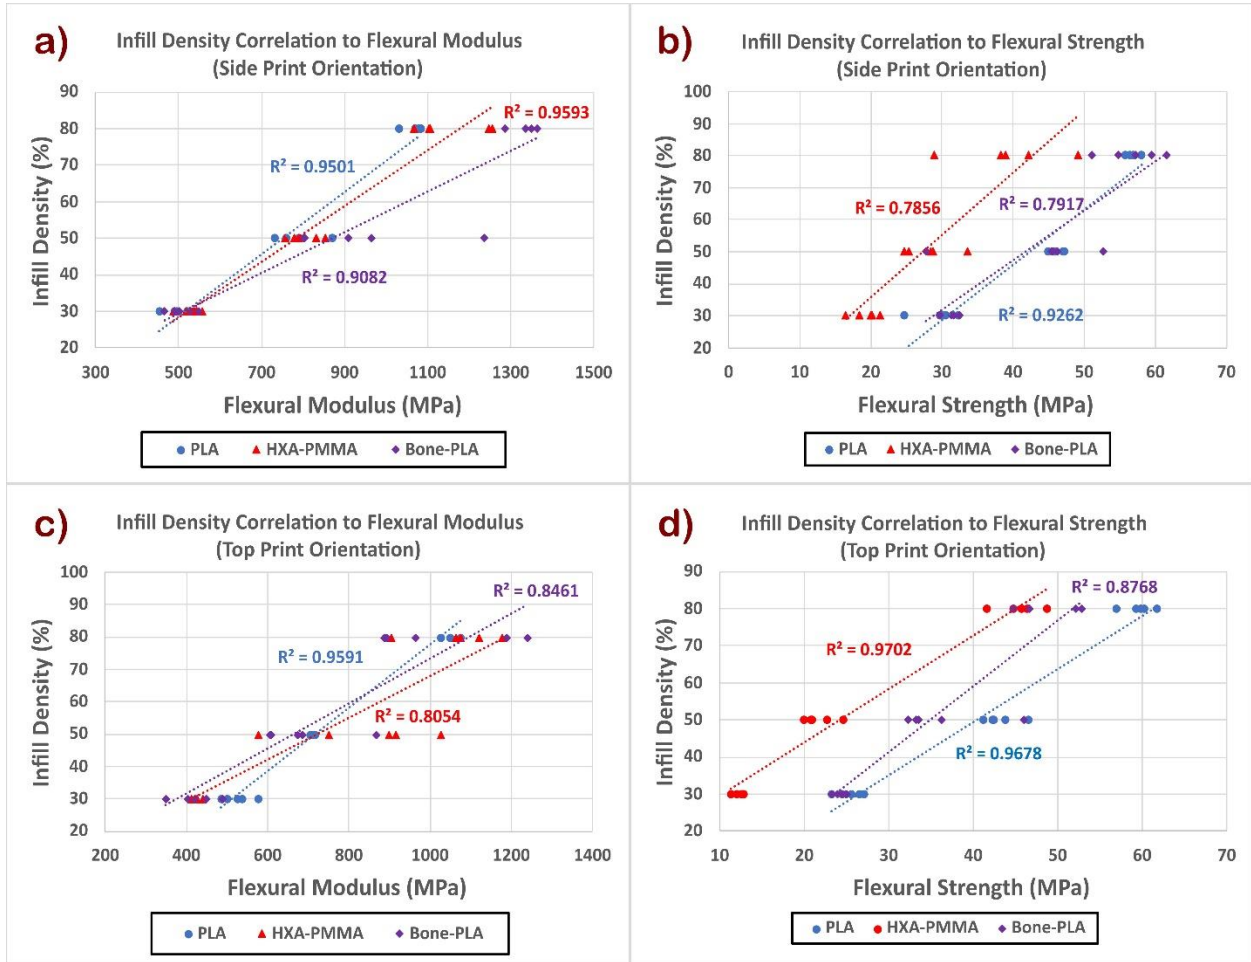 a)
Infill Density Correlation to Flexural Modulus
(Side Print Orientation)
90
80
70
60
50
40
30
20
Infill Density (%)
R² = 0.9593
R² = 0.9501
R² = 0.9082
300
500
700
900
1100
1300
1500
Flexural Modulus (MPa)
PLA
HXA-PMMA
Bone-PLA
b)
Infill Density Correlation to Flexural Strength
(Side Print Orientation)
100
90
80
70
60
50
40
30
20
Infill Density (%)
R² = 0.7856
R² = 0.7917
R² = 0.9262
0
10
20
30
40
50
60
70
Flexural Strength (MPa)
PLA
HXA-PMMA
Bone-PLA
c)
Infill Density Correlation to Flexural Modulus
(Top Print Orientation)
100
90
80
70
60
50
40
30
20
Infill Density (%)
R² = 0.8461
R² = 0.9591
R² = 0.8054
200
400
600
800
1000
1200
1400
Flexural Modulus (MPa)
PLA
HXA-PMMA
Bone-PLA
d)
Infill Density Correlation to Flexural Strength
(Top Print Orientation)
90
80
70
60
50
40
30
20
Infill Density (%)
R² = 0.8768
R² = 0.9702
R² = 0.9678
10
20
30
40
50
60
70
Flexural Strength (MPa)
PLA
HXA-PMMA
Bone-PLA